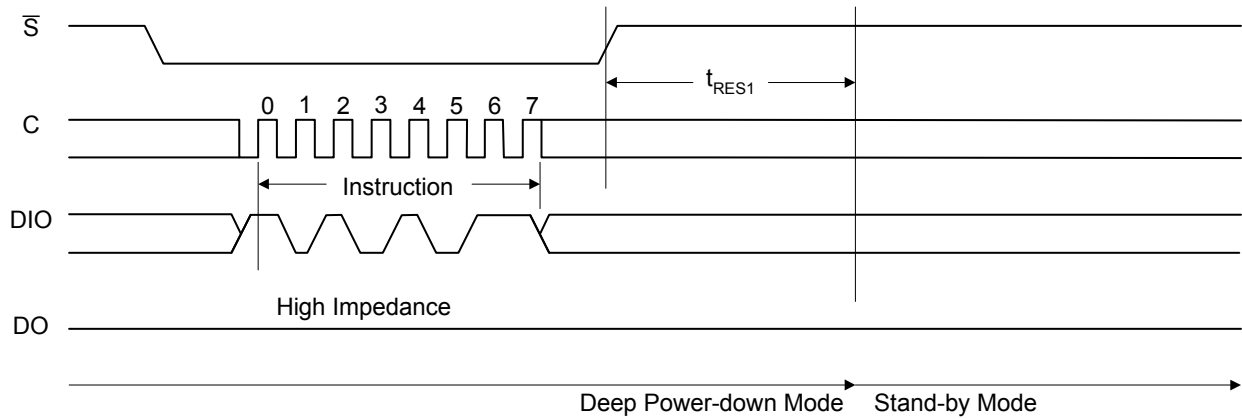 S̅
t_RES1
0 1 2 3 4 5 6 7
C
Instruction
DIO
High Impedance
DO
Deep Power-down Mode Stand-by Mode